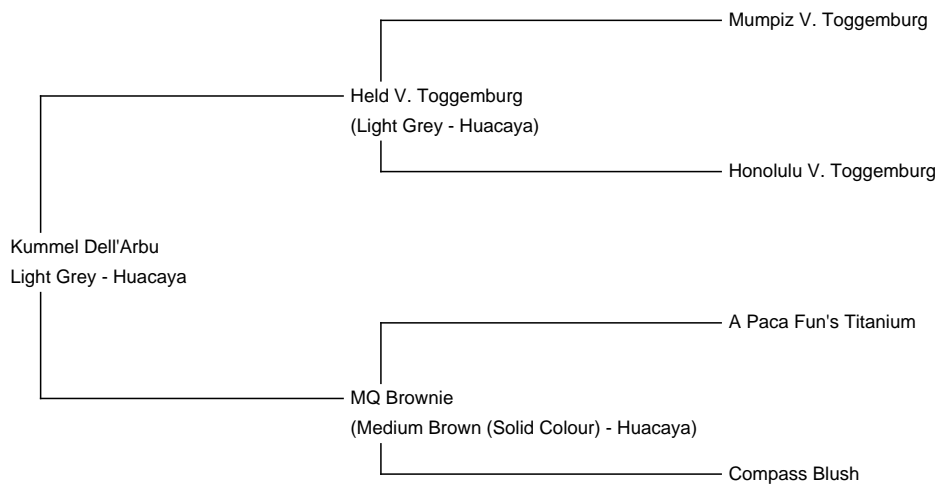 Mumpiz V. Toggemburg
Held V. Toggemburg
(Light Grey - Huacaya)
Honolulu V. Toggemburg
Kummel Dell'Arbu
Light Grey - Huacaya
A Paca Fun's Titanium
MQ Brownie
(Medium Brown (Solid Colour) - Huacaya)
Compass Blush